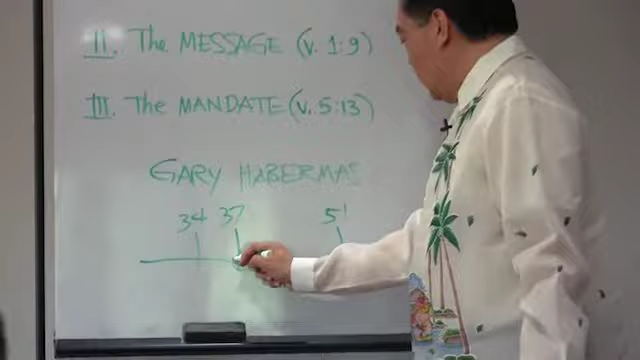 II. The MESSAGE (v. 1:9)
III. The MANDATE (v. 5:13)
GARY HABERMAS
34 37 51